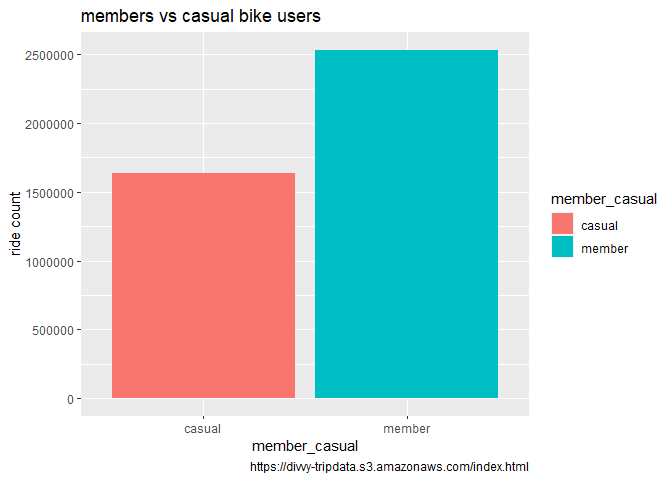 members vs casual bike users
ride count
2500000
2000000
1500000
1000000
500000
0
casual
member
member_casual
https://divvy-tripdata.s3.amazonaws.com/index.html
member_casual
casual
member